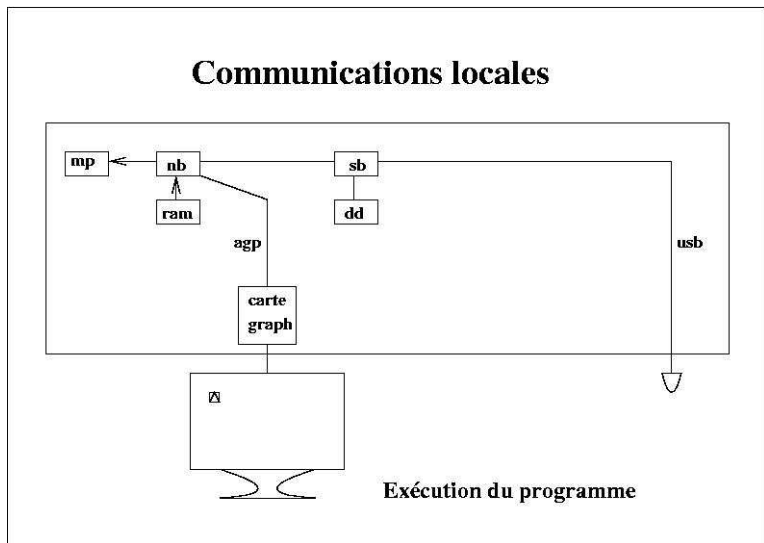 Communications locales
mp
nb
sb
ram
dd
agp
usb
carte
graph
Exécution du programme